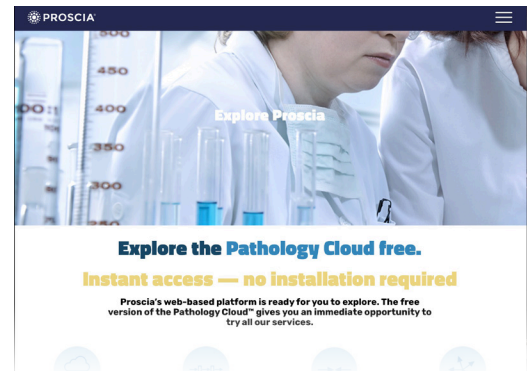 PROSCIA
500
450
400
300
250
Explore Proscia
Explore the Pathology Cloud free.
Instant access — no installation required
Proscia's web-based platform is ready for you to explore. The free
version of the Pathology Cloud™ gives you an immediate opportunity to
try all our services.